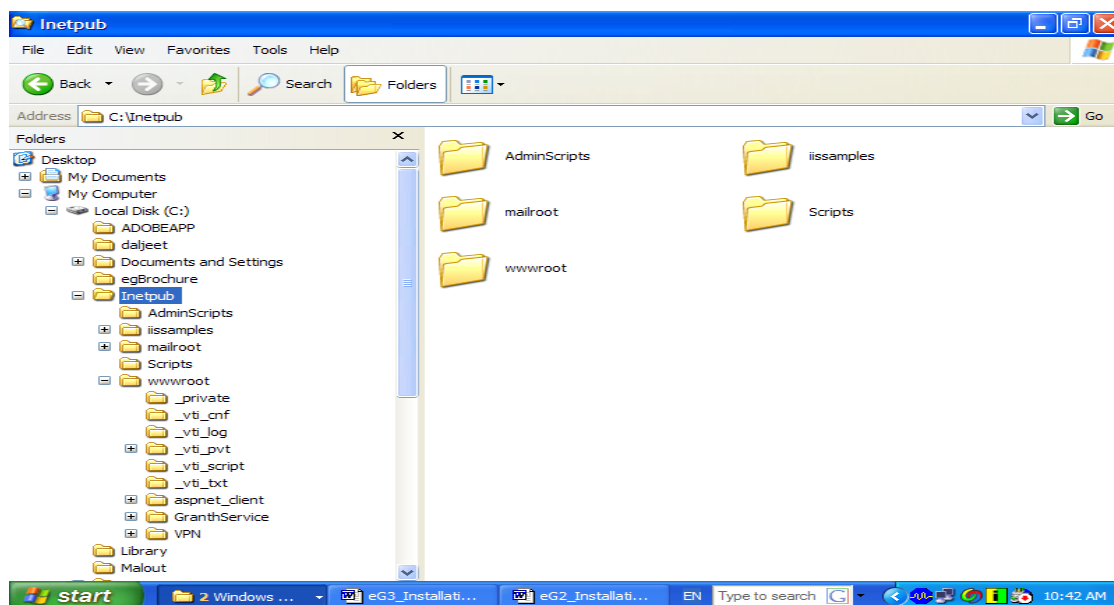 Inetpub
File Edit View Favorites Tools Help
Back Search Folders
Address C:\Inetpub Go
Folders
Desktop
My Documents
My Computer
Local Disk (C:)
ADOBEAPP
daljeet
Documents and Settings
egBrochure
Inetpub
AdminScripts
iissamples
mailroot
Scripts
wwwroot
_private
_vti_cnf
_vti_log
_vti_pvt
_vti_script
_vti_txt
aspnet_client
GranthService
VPN
Library
Malout
AdminScripts iissamples
mailroot Scripts
wwwroot
start 2 Windows ... eG3_Installati... eG2_Installati... EN Type to search G 10:42 AM